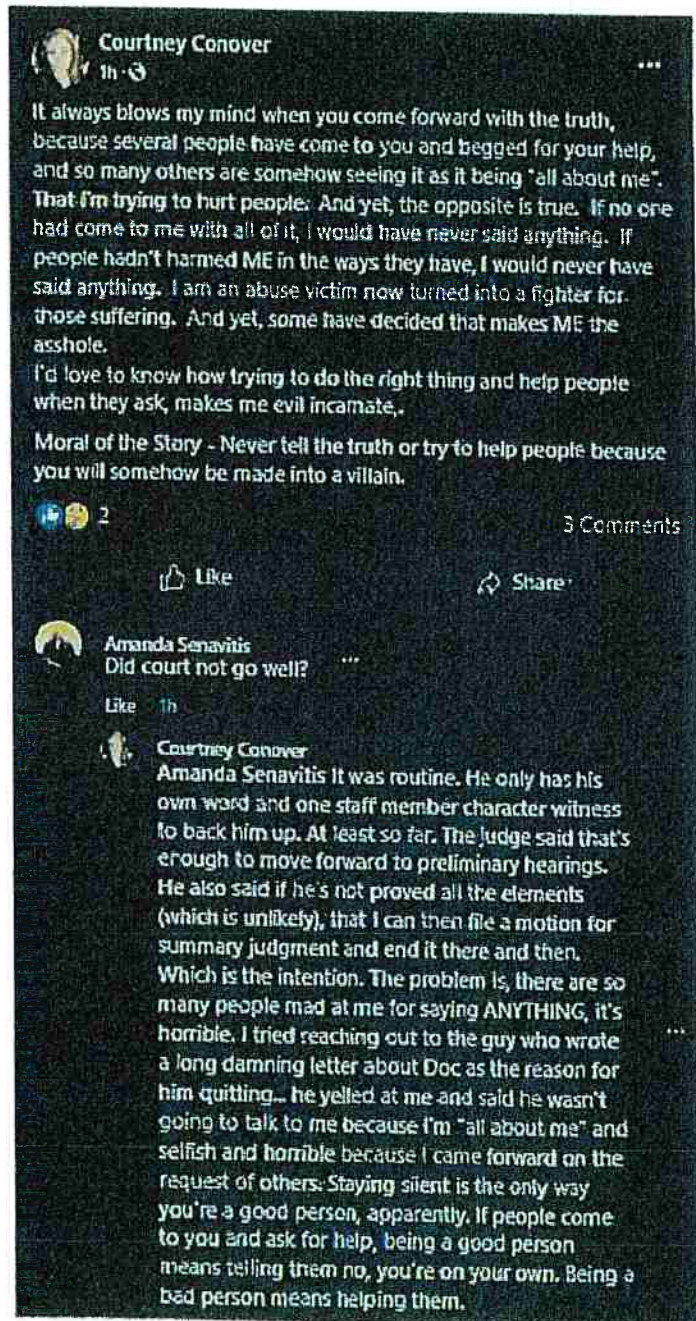 Courtney Conover
1h
It always blows my mind when you come forward with the truth,
because several people have come to you and begged for your help,
and so many others are somehow seeing it as it being "all about me".
That I'm trying to hurt people. And yet, the opposite is true. If no one
had come to me with all of it, I would have never said anything. If
people hadn't harmed ME in the ways they have, I would never have
said anything. I am an abuse victim now turned into a fighter for
those suffering. And yet, some have decided that makes ME the
asshole.
I'd love to know how trying to do the right thing and help people
when they ask, makes me evil incarnate,.
Moral of the Story - Never tell the truth or try to help people because
you will somehow be made into a villain.
2
3 Comments
Like
Share
Amanda Senavitis
Did court not go well?
Like 1h
Courtney Conover
Amanda Senavitis It was routine. He only has his
own word and one staff member character witness
to back him up. At least so far. The judge said that's
enough to move forward to preliminary hearings.
He also said if he's not proved all the elements
(which is unlikely), that I can then file a motion for
summary judgment and end it there and then.
Which is the intention. The problem is, there are so
many people mad at me for saying ANYTHING, it's
horrible. I tried reaching out to the guy who wrote
a long damning letter about Doc as the reason for
him quitting... he yelled at me and said he wasn't
going to talk to me because I'm "all about me" and
selfish and horrible because I came forward on the
request of others. Staying silent is the only way
you're a good person, apparently. If people come
to you and ask for help, being a good person
means telling them no, you're on your own. Being a
bad person means helping them.